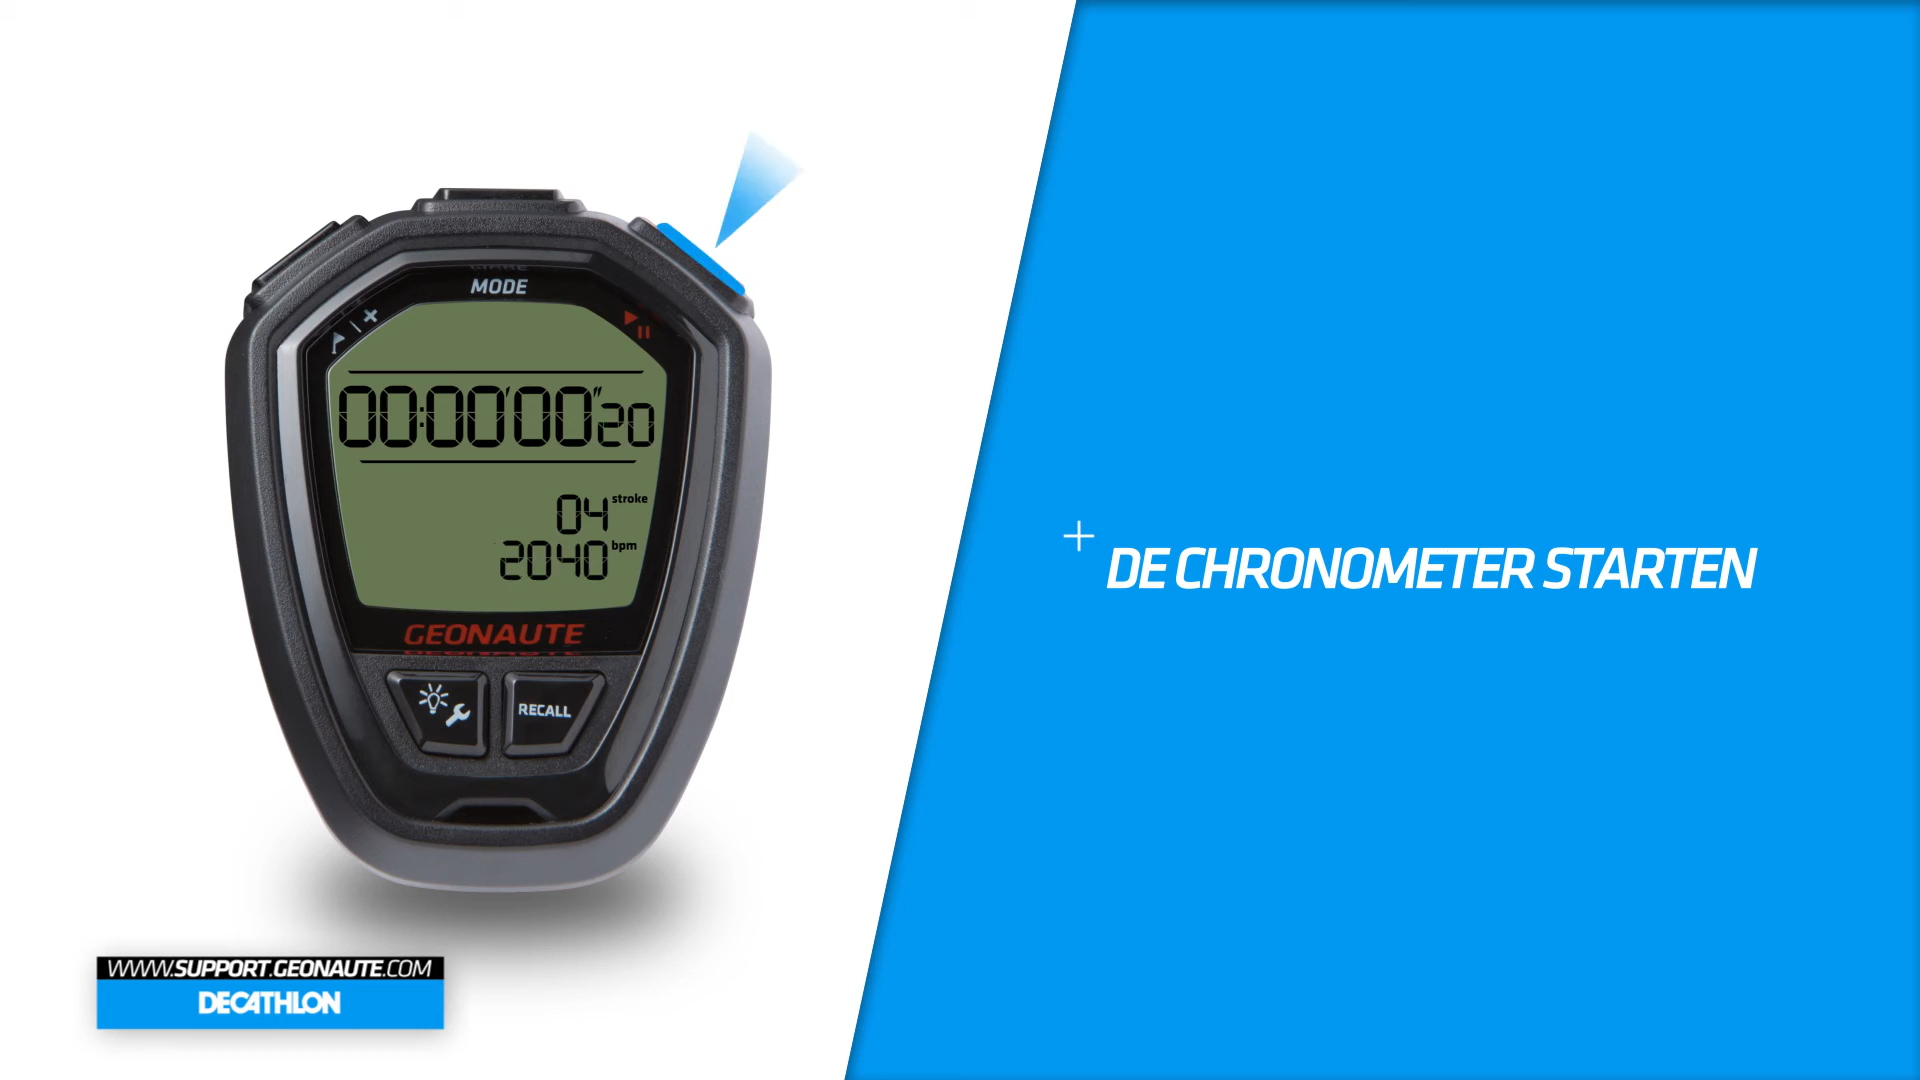 MODE
00:00'00"20
04 stroke
2040 bpm
GEONAUTE
RECALL
DE CHRONOMETER STARTEN
WWW.SUPPORT.GEONAUTE.COM
DECATHLON